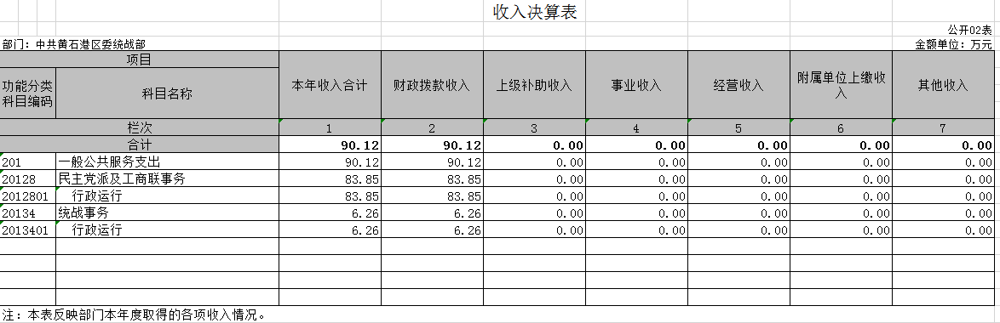 收入决算表
公开02表
部门：中共黄石港区委统战部 金额单位：万元
项目 本年收入合计 财政拨款收入 上级补助收入 事业收入 经营收入 附属单位上缴收入 其他收入
功能分类科目编码 科目名称
栏次 1 2 3 4 5 6 7
合计 90.12 90.12 0.00 0.00 0.00 0.00 0.00
201 一般公共服务支出 90.12 90.12 0.00 0.00 0.00 0.00 0.00
20128 民主党派及工商联事务 83.85 83.85 0.00 0.00 0.00 0.00 0.00
2012801 行政运行 83.85 83.85 0.00 0.00 0.00 0.00 0.00
20134 统战事务 6.26 6.26 0.00 0.00 0.00 0.00 0.00
2013401 行政运行 6.26 6.26 0.00 0.00 0.00 0.00 0.00
注：本表反映部门本年度取得的各项收入情况。